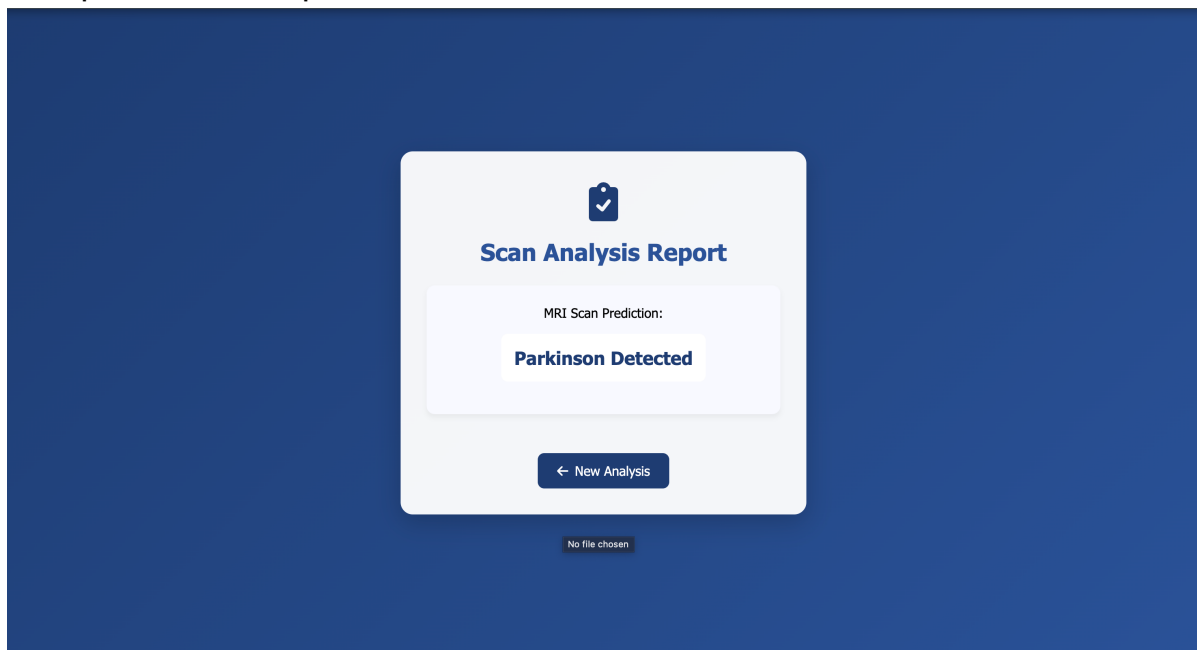 Scan Analysis Report
MRI Scan Prediction:
Parkinson Detected
← New Analysis
No file chosen